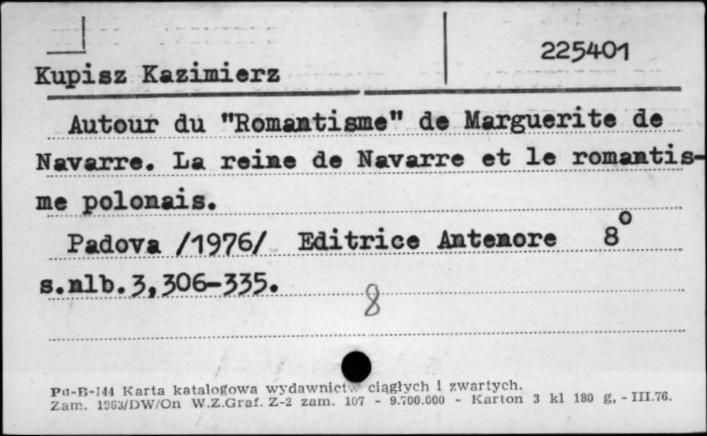 225401
Kupisz Kazimierz
Autour du "Romantisme" de Marguerite de
Navarre. La reine de Navarre et le romantis-
me polonais.
Padova /1976/ Editrice Antenore 8°
s.nlb.3,306-335.
8
Pu-B-144 Karta katalogowa wydawnictw ciągłych i zwartych.
Zam. 1263/DW/On W.Z.Graf. Z-2 zam. 107 - 9.700.000 - Karton 3 kl 180 g. - III.76.